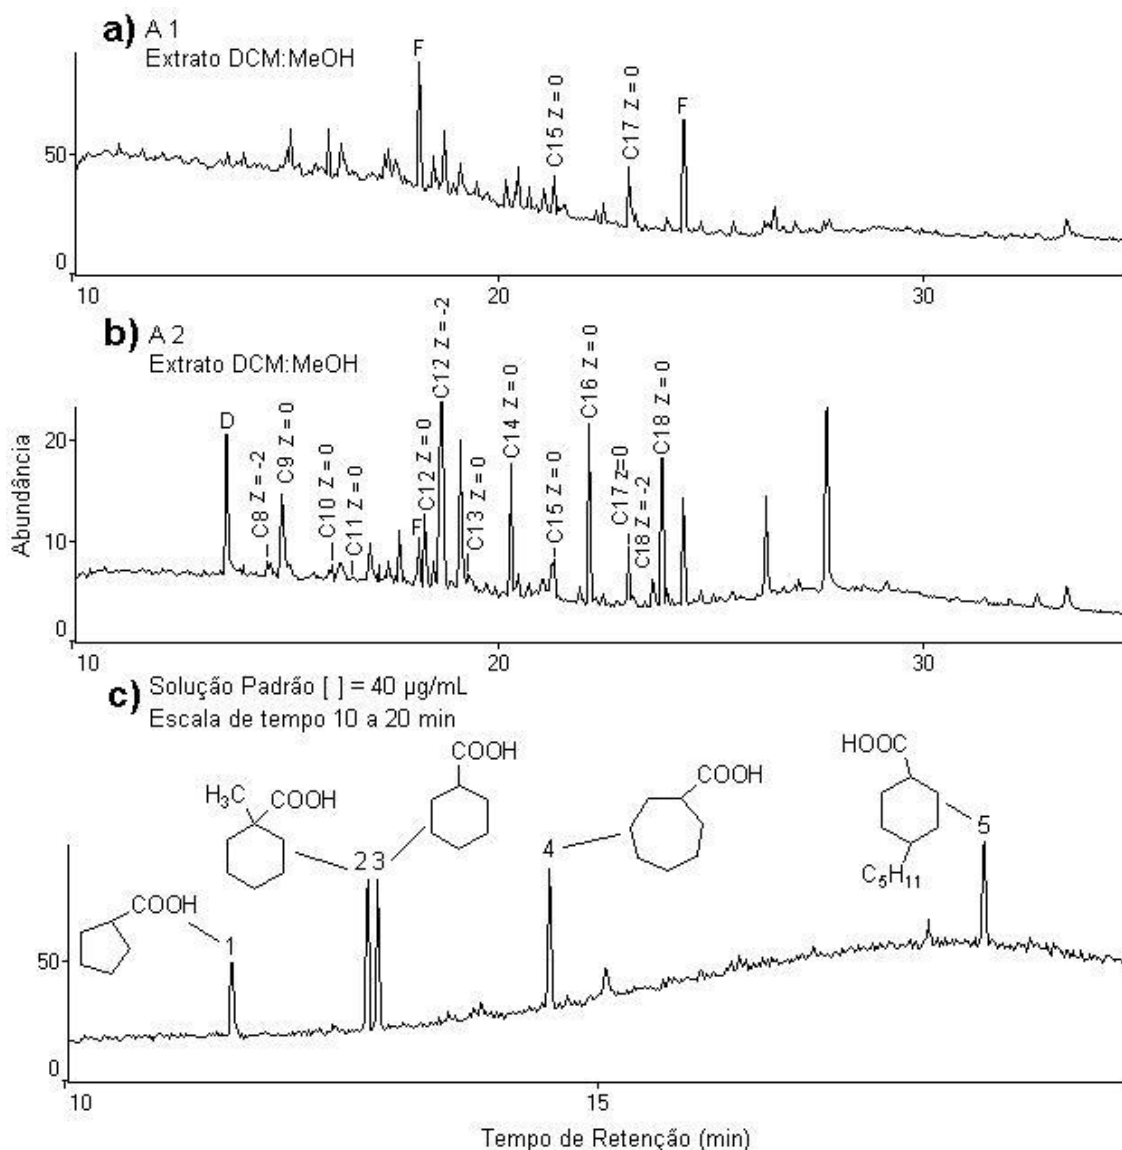 a) A 1
Extrato DCM:MeOH
F
C15 Z = 0
C17 Z = 0
F
50
0
10
20
30
b) A 2
Extrato DCM:MeOH
D
C8 Z = -2
C9 Z = 0
C10 Z = 0
C11 Z = 0
F
C12 Z = 0
C12 Z = -2
C13 Z = 0
C14 Z = 0
C15 Z = 0
C16 Z = 0
C17 Z=0
C18 Z = -2
C18 Z = 0
Abundância
20
10
0
10
20
30
c) Solução Padrão [ ] = 40 µg/mL
Escala de tempo 10 a 20 min
COOH
1
H3C
COOH
2
3
COOH
4
COOH
HOOC
5
C5H11
50
0
10
15
Tempo de Retenção (min)